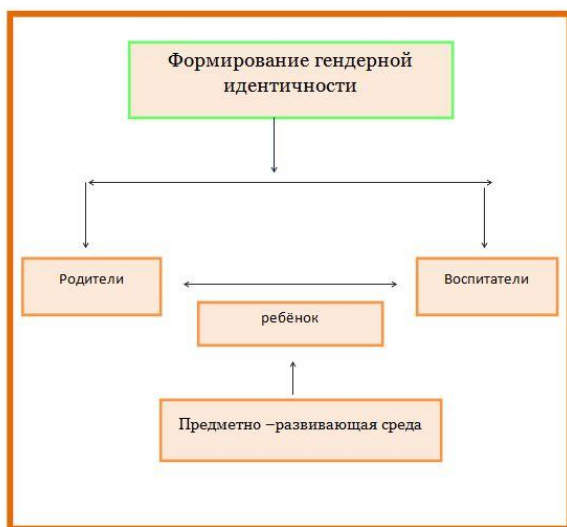 Формирование гендерной
идентичности
Родители
Воспитатели
ребёнок
Предметно –развивающая среда